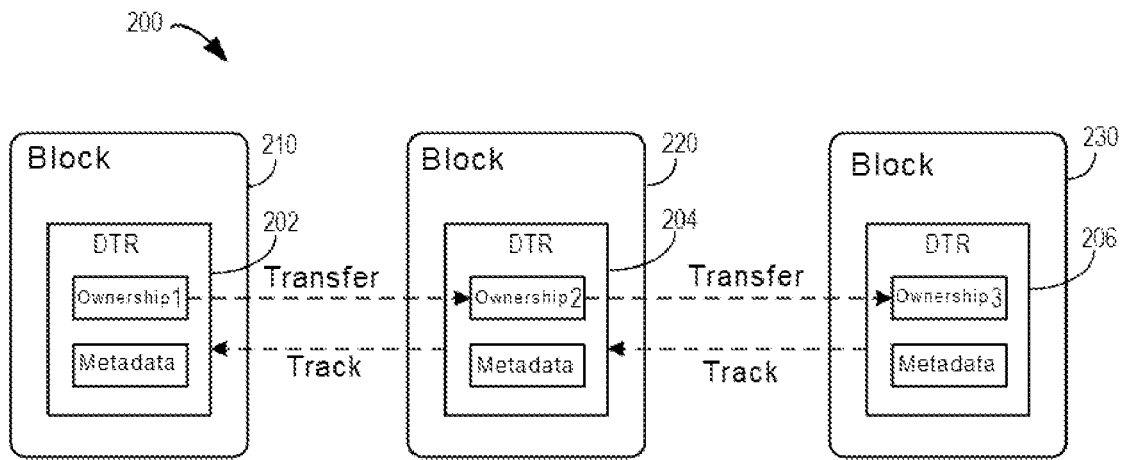 200
Block
210
Block
220
Block
230
DTR
202
DTR
204
DTR
206
Ownership1
Transfer
Ownership2
Transfer
Ownership3
Metadata
Track
Metadata
Track
Metadata